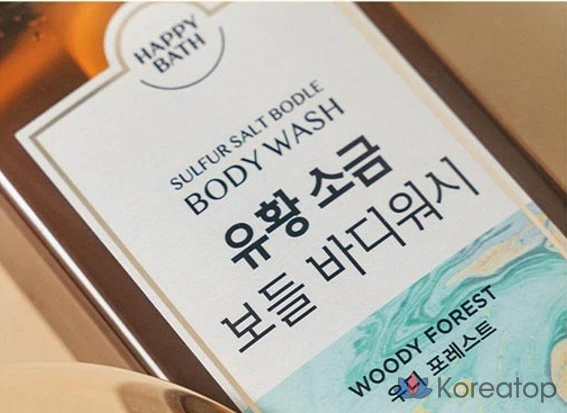 HAPPY
BATH
SULFUR SALT BODLE
BODY WASH
유황 소금
보들 바디워시
WOODY FOREST
포레스트
Koreatop